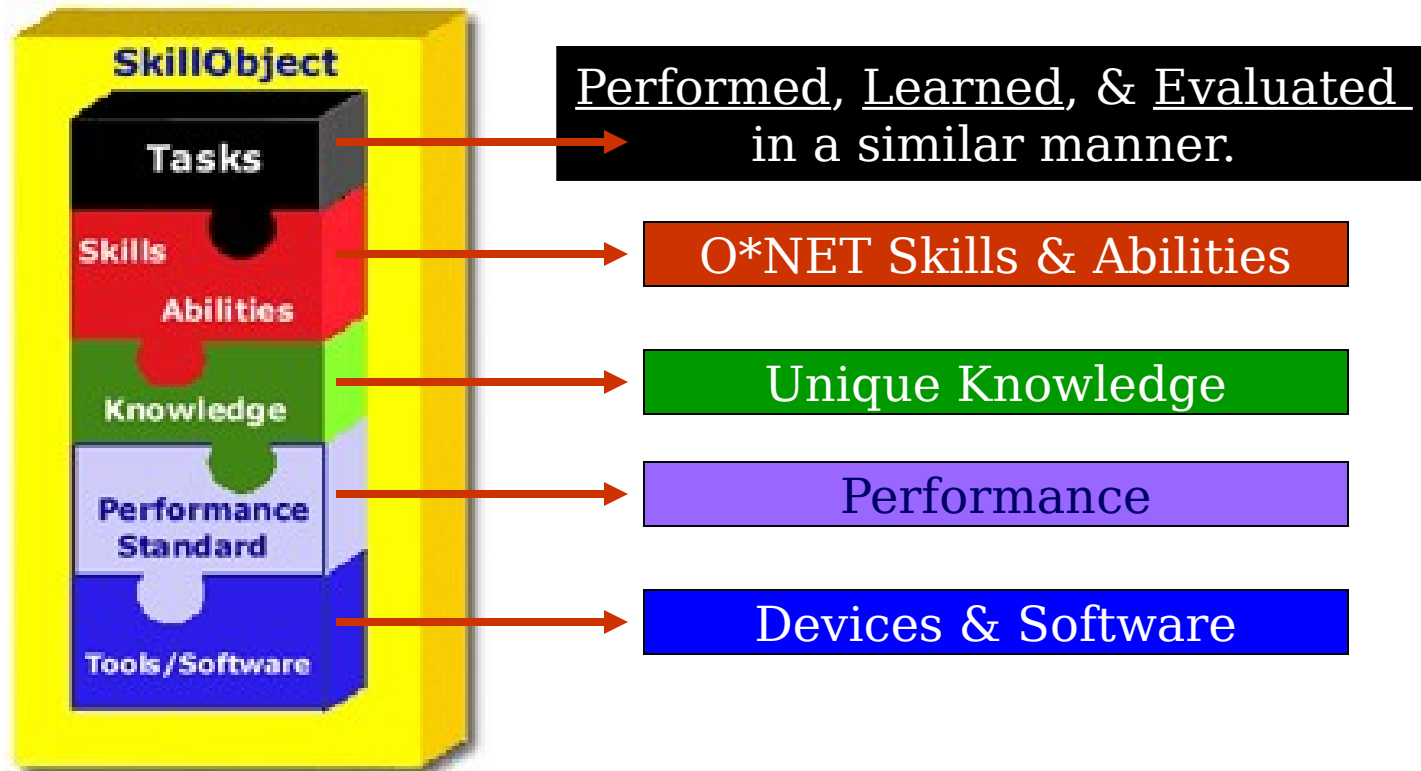 SkillObject
Tasks
Performed, Learned, & Evaluated
in a similar manner.
Skills
Abilities
O*NET Skills & Abilities
Knowledge
Unique Knowledge
Performance
Standard
Performance
Tools/Software
Devices & Software